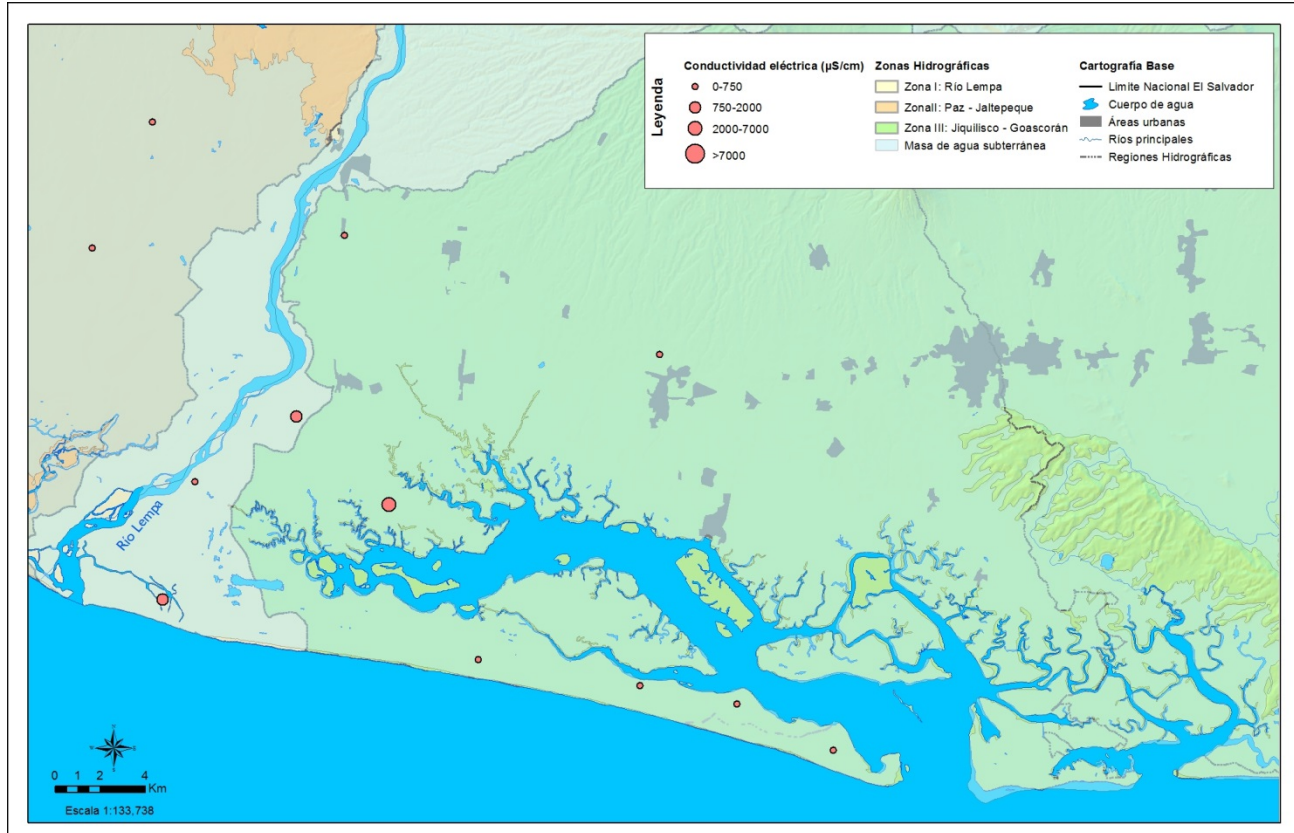 Leyenda
Conductividad eléctrica (µS/cm)
0-750
750-2000
2000-7000
>7000
Zonas Hidrográficas
Zona I: Río Lempa
ZonaII: Paz - Jaltepeque
Zona III: Jiquilisco - Goascorán
Masa de agua subterránea
Cartografía Base
Limite Nacional El Salvador
Cuerpo de agua
Áreas urbanas
Ríos principales
Regiones Hidrográficas
Río Lempa
0 1 2 4
Km
Escala 1:133,738